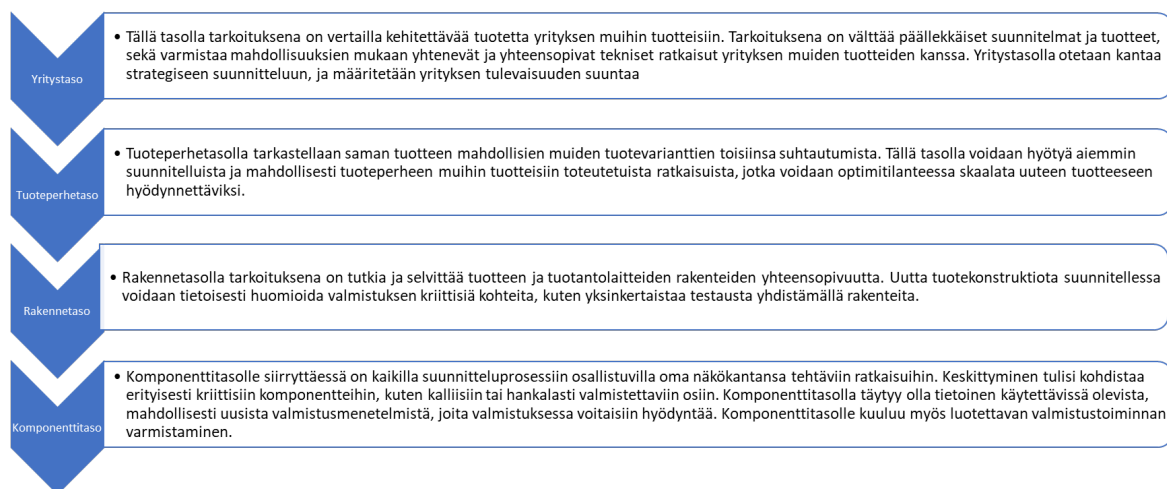 Yritystaso
• Tällä tasolla tarkoituksena on vertailla kehitettävää tuotetta yrityksen muihin tuotteisiin. Tarkoituksena on välttää päällekkäiset suunnitelmat ja tuotteet,
sekä varmistaa mahdollisuuksien mukaan yhtenevät ja yhteensopivat tekniset ratkaisut yrityksen muiden tuotteiden kanssa. Yritystasolla otetaan kantaa
strategiseen suunnitteluun, ja määritetään yrityksen tulevaisuuden suuntaa
Tuoteperhetaso
• Tuoteperhetasolla tarkastellaan saman tuotteen mahdollisien muiden tuotevarianttien toisiinsa suhtautumista. Tällä tasolla voidaan hyötyä aiemmin
suunnitelluista ja mahdollisesti tuoteperheen muihin tuotteisiin toteutetuista ratkaisuista, jotka voidaan optimitilanteessa skaalata uuteen tuotteeseen
hyödynnettäviksi.
Rakennetaso
• Rakennetasolla tarkoituksena on tutkia ja selvittää tuotteen ja tuotantolaitteiden rakenteiden yhteensopivuutta. Uutta tuotekonstruktiota suunnitellessa
voidaan tietoisesti huomioida valmistuksen kriittisiä kohteita, kuten yksinkertaistaa testausta yhdistämällä rakenteita.
Komponenttitaso
• Komponenttitasolle siirryttäessä on kaikilla suunnitteluprosessiin osallistuvilla oma näkökantansa tehtäviin ratkaisuihin. Keskittyminen tulisi kohdistaa
erityisesti kriittisiin komponentteihin, kuten kalliisiin tai hankalasti valmistettaviin osiin. Komponenttitasolla täytyy olla tietoinen käytettävissä olevista,
mahdollisesti uusista valmistusmenetelmistä, joita valmistuksessa voitaisiin hyödyntää. Komponenttitasolle kuuluu myös luotettavan valmistustoiminnan
varmistaminen.